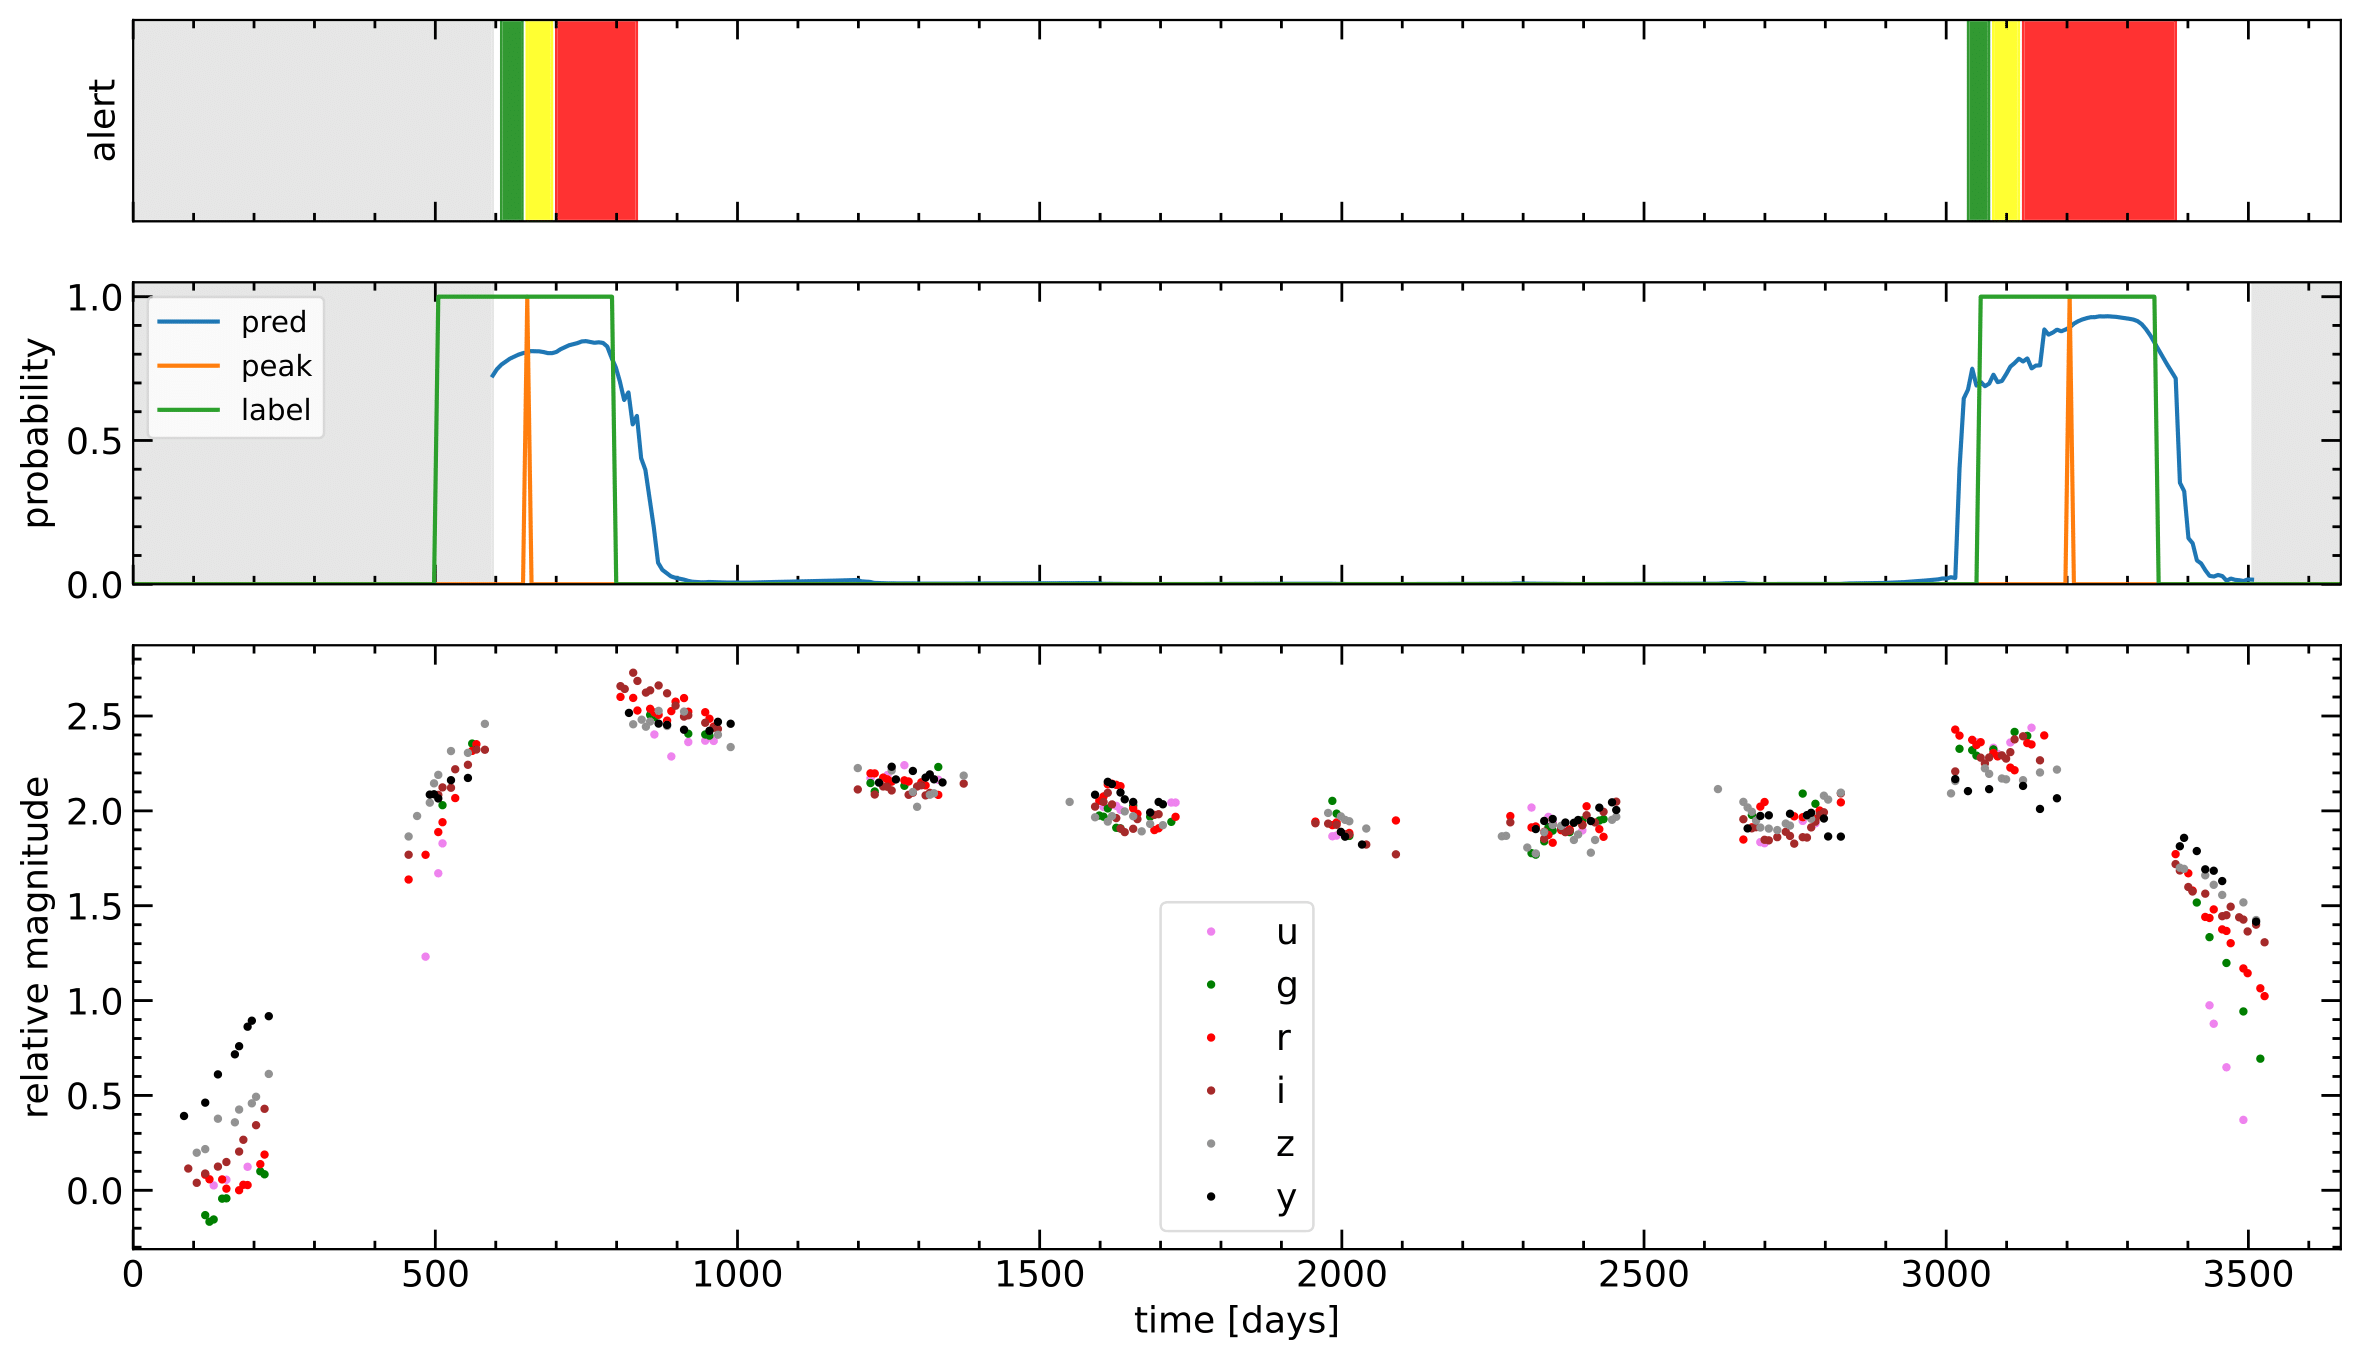 alert
probability
1.0
0.5
0.0
pred
peak
label
relative magnitude
2.5
2.0
1.5
1.0
0.5
0.0
u
g
r
i
z
y
0 500 1000 1500 2000 2500 3000 3500
time [days]